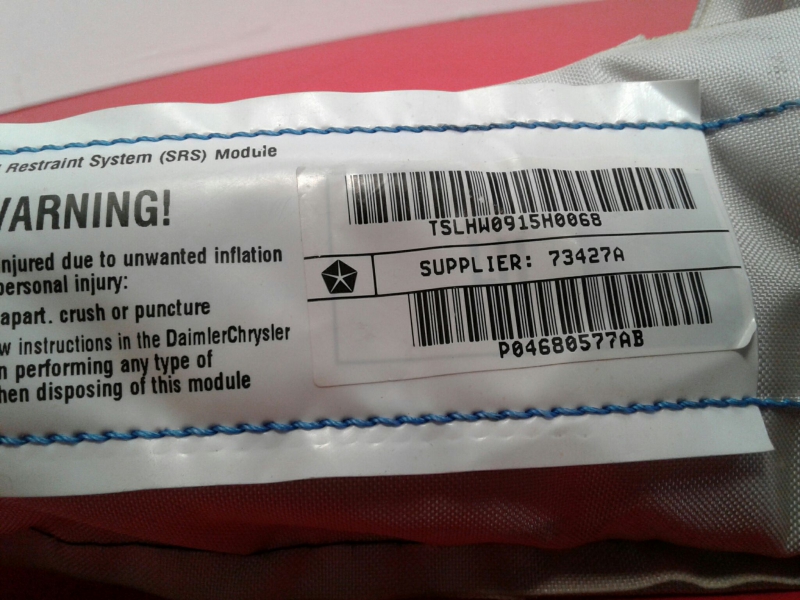 Restraint System (SRS) Module
WARNING!
injured due to unwanted inflation
personal injury:
apart. crush or puncture
instructions in the DaimlerChrysler
performing any type of
when disposing of this module
TSLHW0915H0068
SUPPLIER: 73427A
P04680577AB